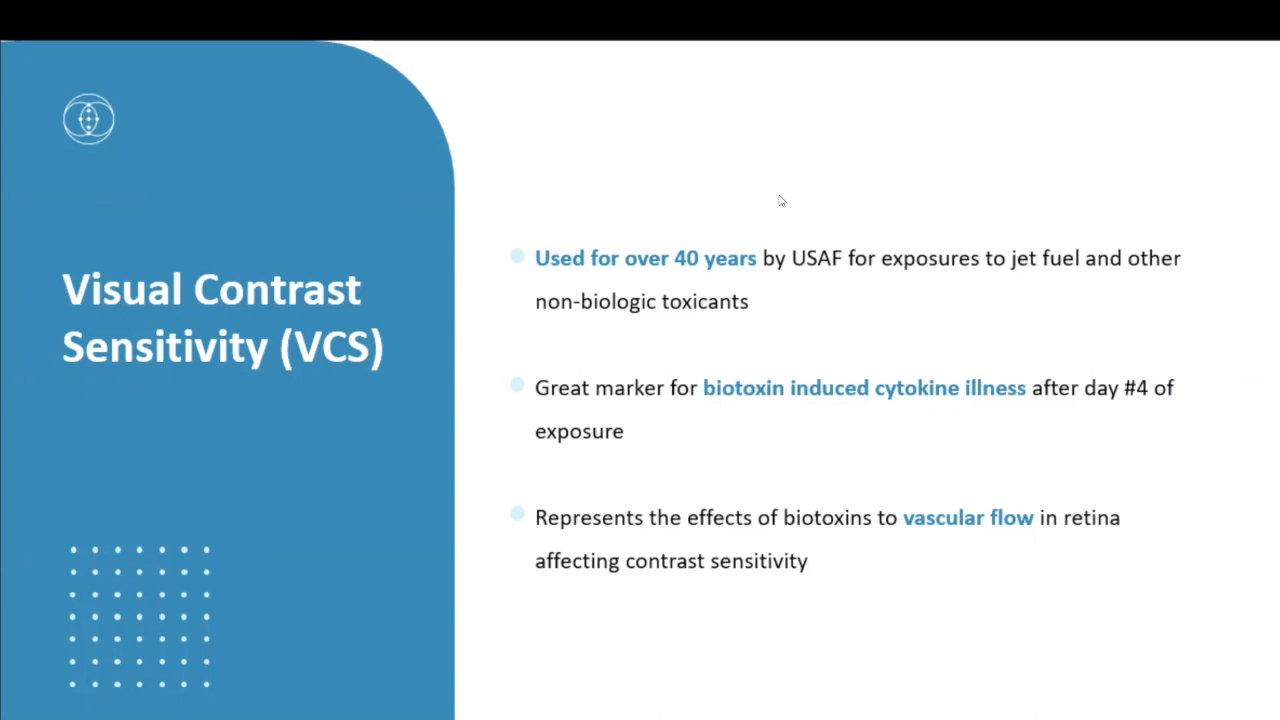 Visual Contrast
Sensitivity (VCS)
Used for over 40 years by USAF for exposures to jet fuel and other
non-biologic toxicants
Great marker for biotoxin induced cytokine illness after day #4 of
exposure
Represents the effects of biotoxins to vascular flow in retina
affecting contrast sensitivity